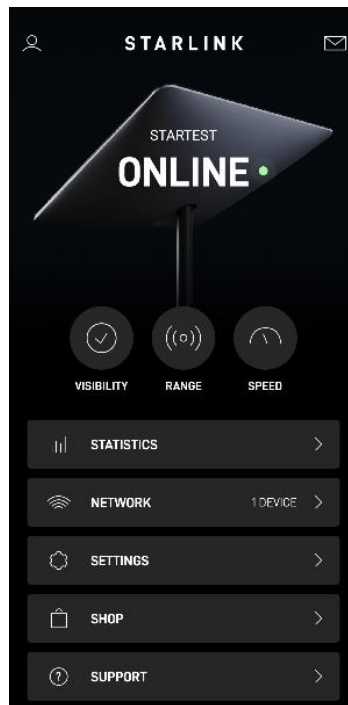 STARLINK
STARTEST
ONLINE
VISIBILITY RANGE SPEED
STATISTICS
NETWORK 1 DEVICE
SETTINGS
SHOP
? SUPPORT